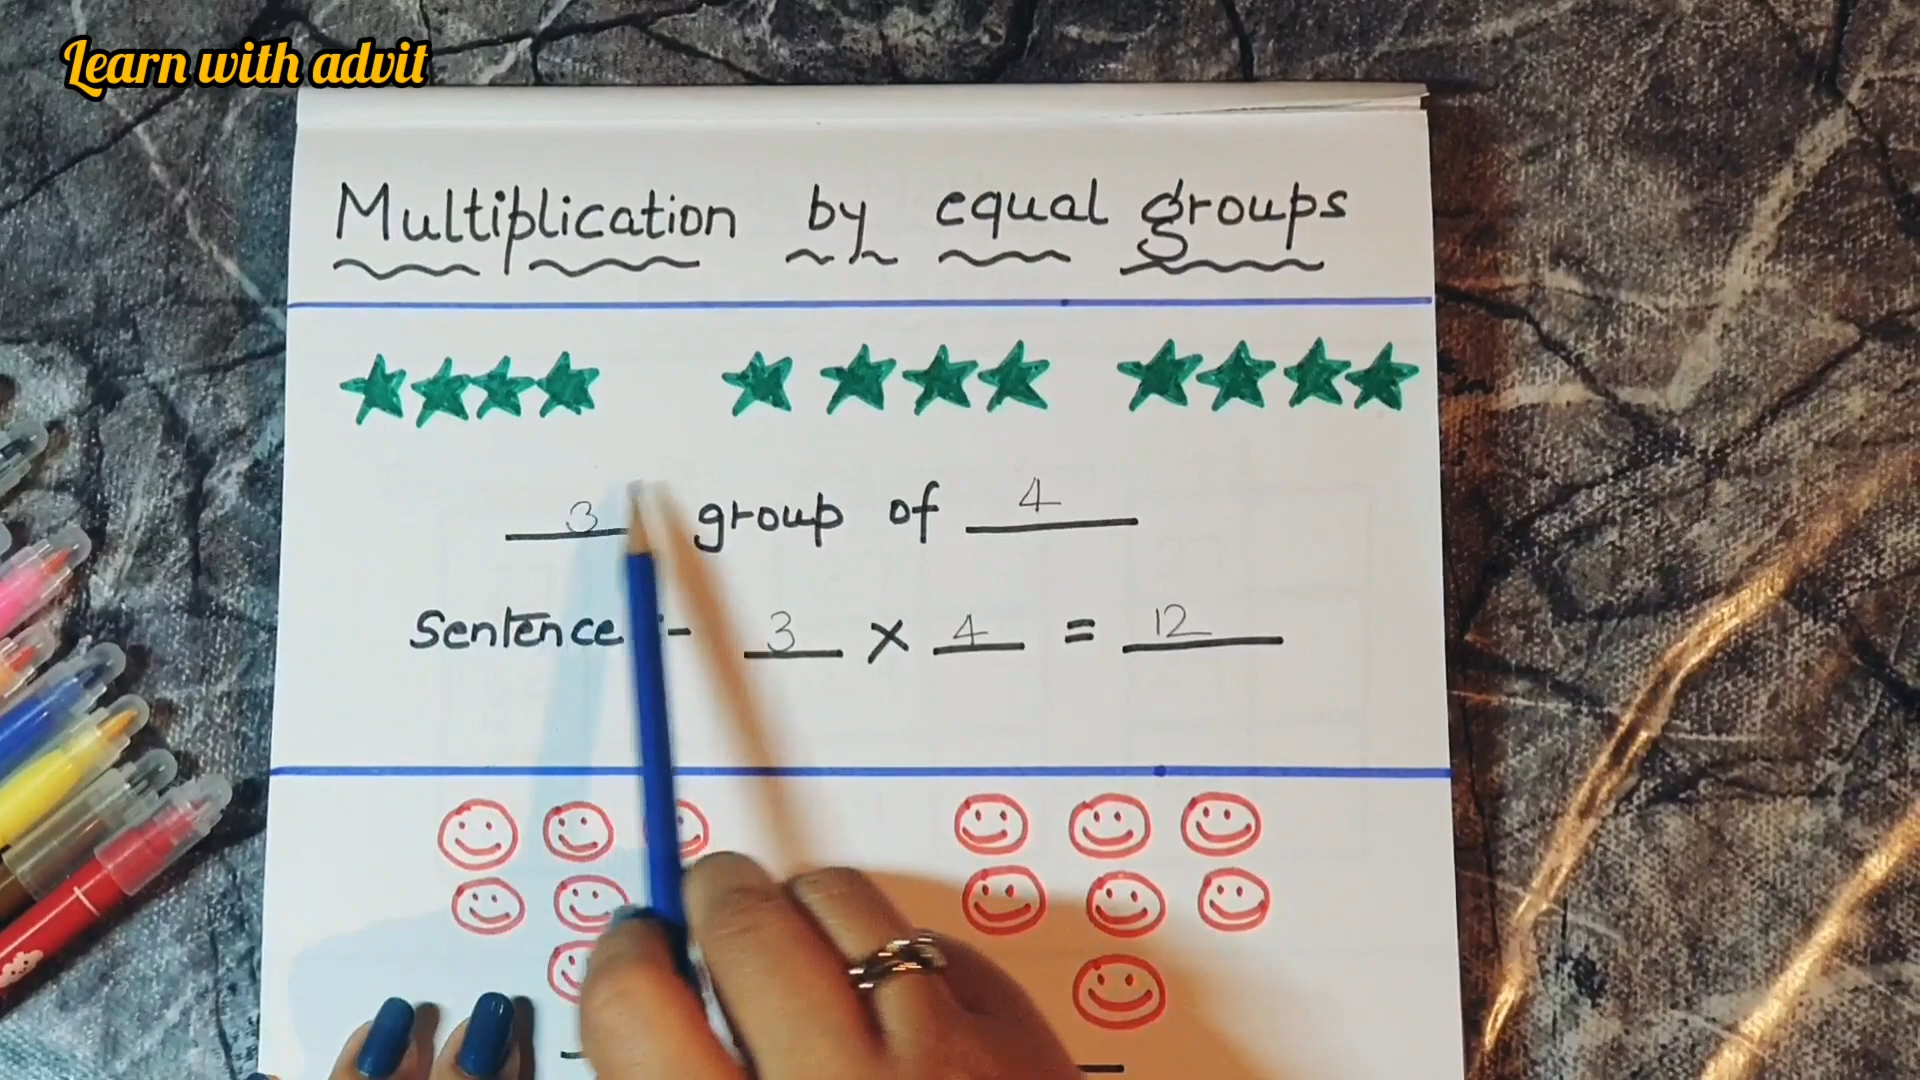 Learn with advit
Multiplication by equal groups
3 group of 4
Sentence :- 3 × 4 = 12